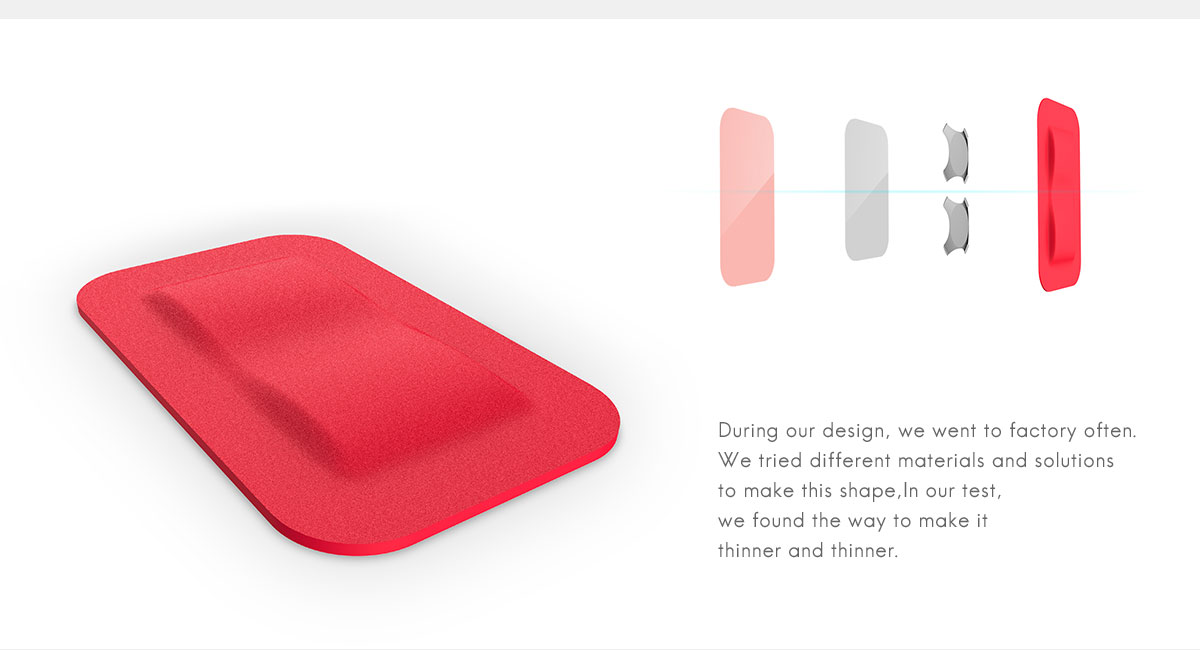 During our design, we went to factory often.
We tried different materials and solutions
to make this shape,In our test,
we found the way to make it
thinner and thinner.